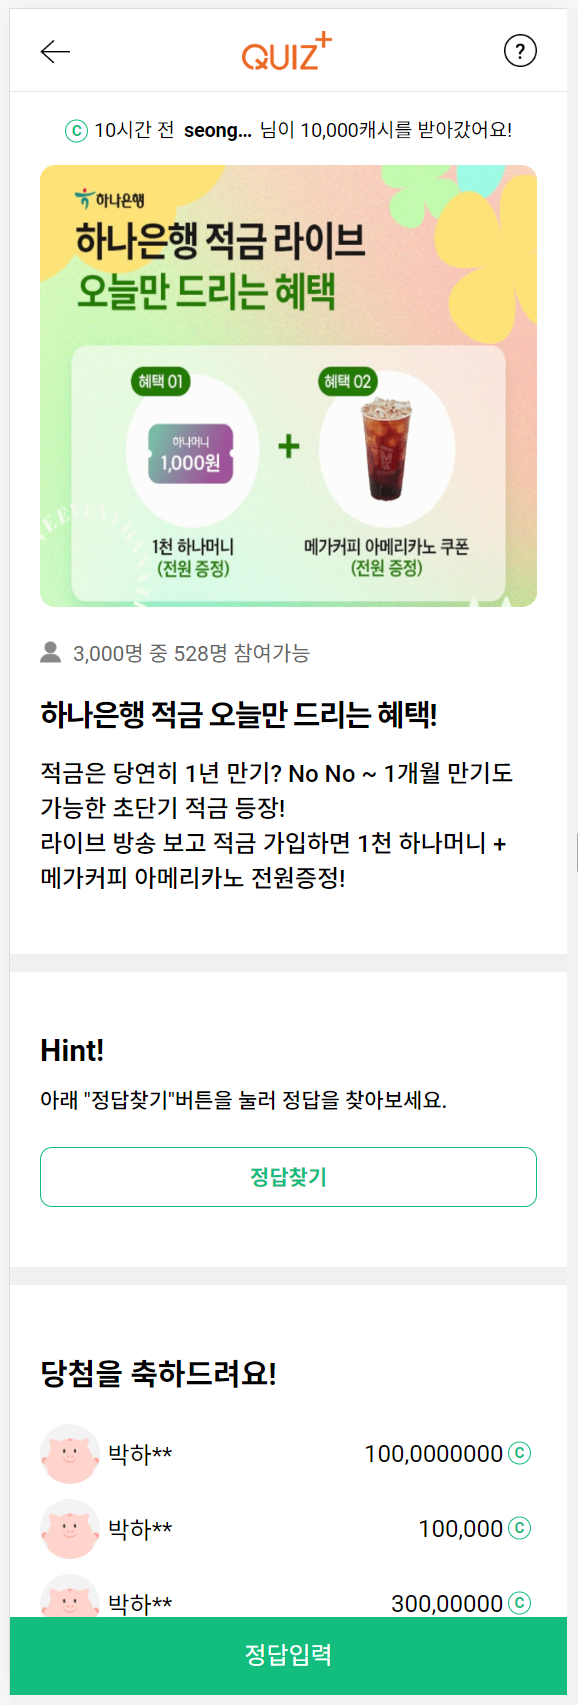 QUIZ+
?
C 10시간 전 seong... 님이 10,000캐시를 받아갔어요!
하나은행
하나은행 적금 라이브
오늘만 드리는 혜택
혜택 01
혜택 02
하나머니
1,000원
+
1천 하나머니
(전원 증정)
메가커피 아메리카노 쿠폰
(전원 증정)
3,000명 중 528명 참여가능
하나은행 적금 오늘만 드리는 혜택!
적금은 당연히 1년 만기? No No ~ 1개월 만기도
가능한 초단기 적금 등장!
라이브 방송 보고 적금 가입하면 1천 하나머니 +
메가커피 아메리카노 전원증정!
Hint!
아래 "정답찾기"버튼을 눌러 정답을 찾아보세요.
정답찾기
당첨을 축하드려요!
박하** 100,0000000 C
박하** 100,000 C
박하** 300,00000 C
정답입력